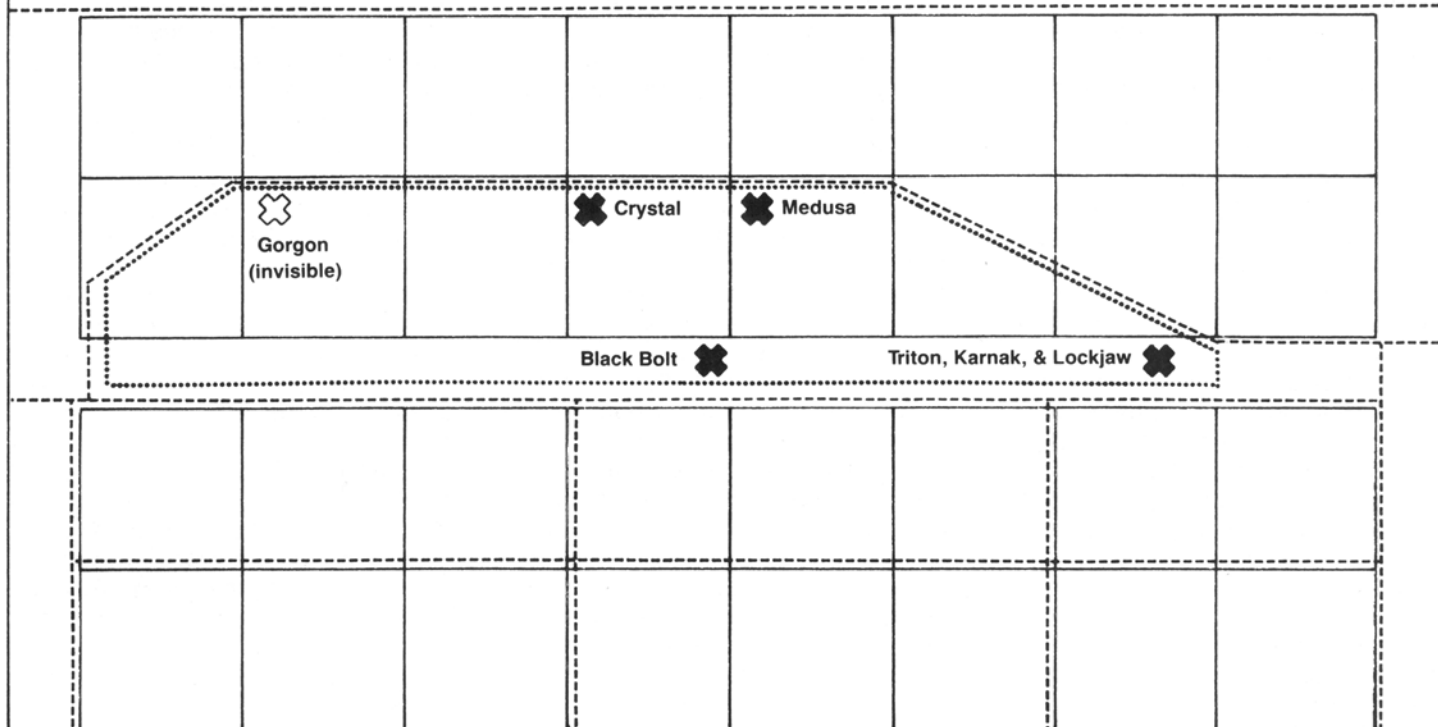 Crystal
Medusa
Gorgon
(invisible)
Black Bolt
Triton, Karnak, & Lockjaw